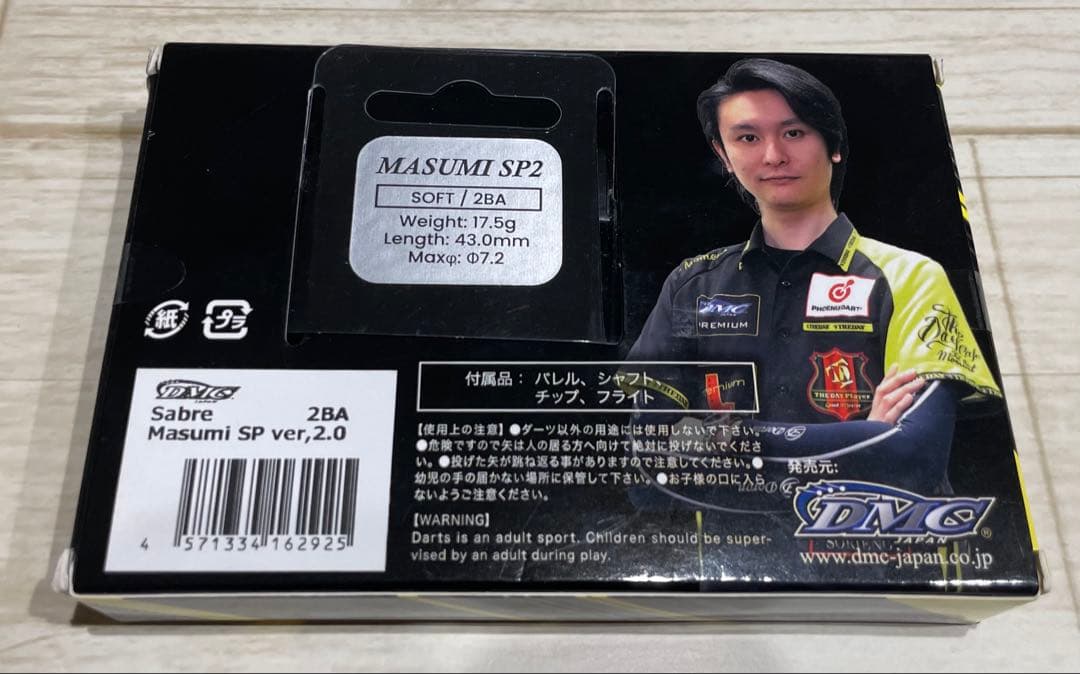 MASUMI SP2
SOFT / 2BA
Weight: 17.5g
Length: 43.0mm
Maxφ: Φ7.2
紙
プラ
DMC
PREMIUM
PHOENIXDARTS
THE DAY Player
付属品： バレル、シャフト
チップ、フライト
【使用上の注意】●ダーツ以外の用途には使用しないで下さい。
●危険ですので矢は人の居る方へ向けて絶対に投げないでくださ
い。●投げた矢が跳ね返る事がありますので注意してください。●
幼児の手の届かない場所に保管して下さい。●お子様の口に入ら
ないようご注意ください。
【WARNING】
Darts is an adult sport. Children should be super-
vised by an adult during play.
DMC
Sabre 2BA
Masumi SP ver,2.0
4 571334 162925
発売元:
DMC
JAPAN
®
www.dmc-japan.co.jp